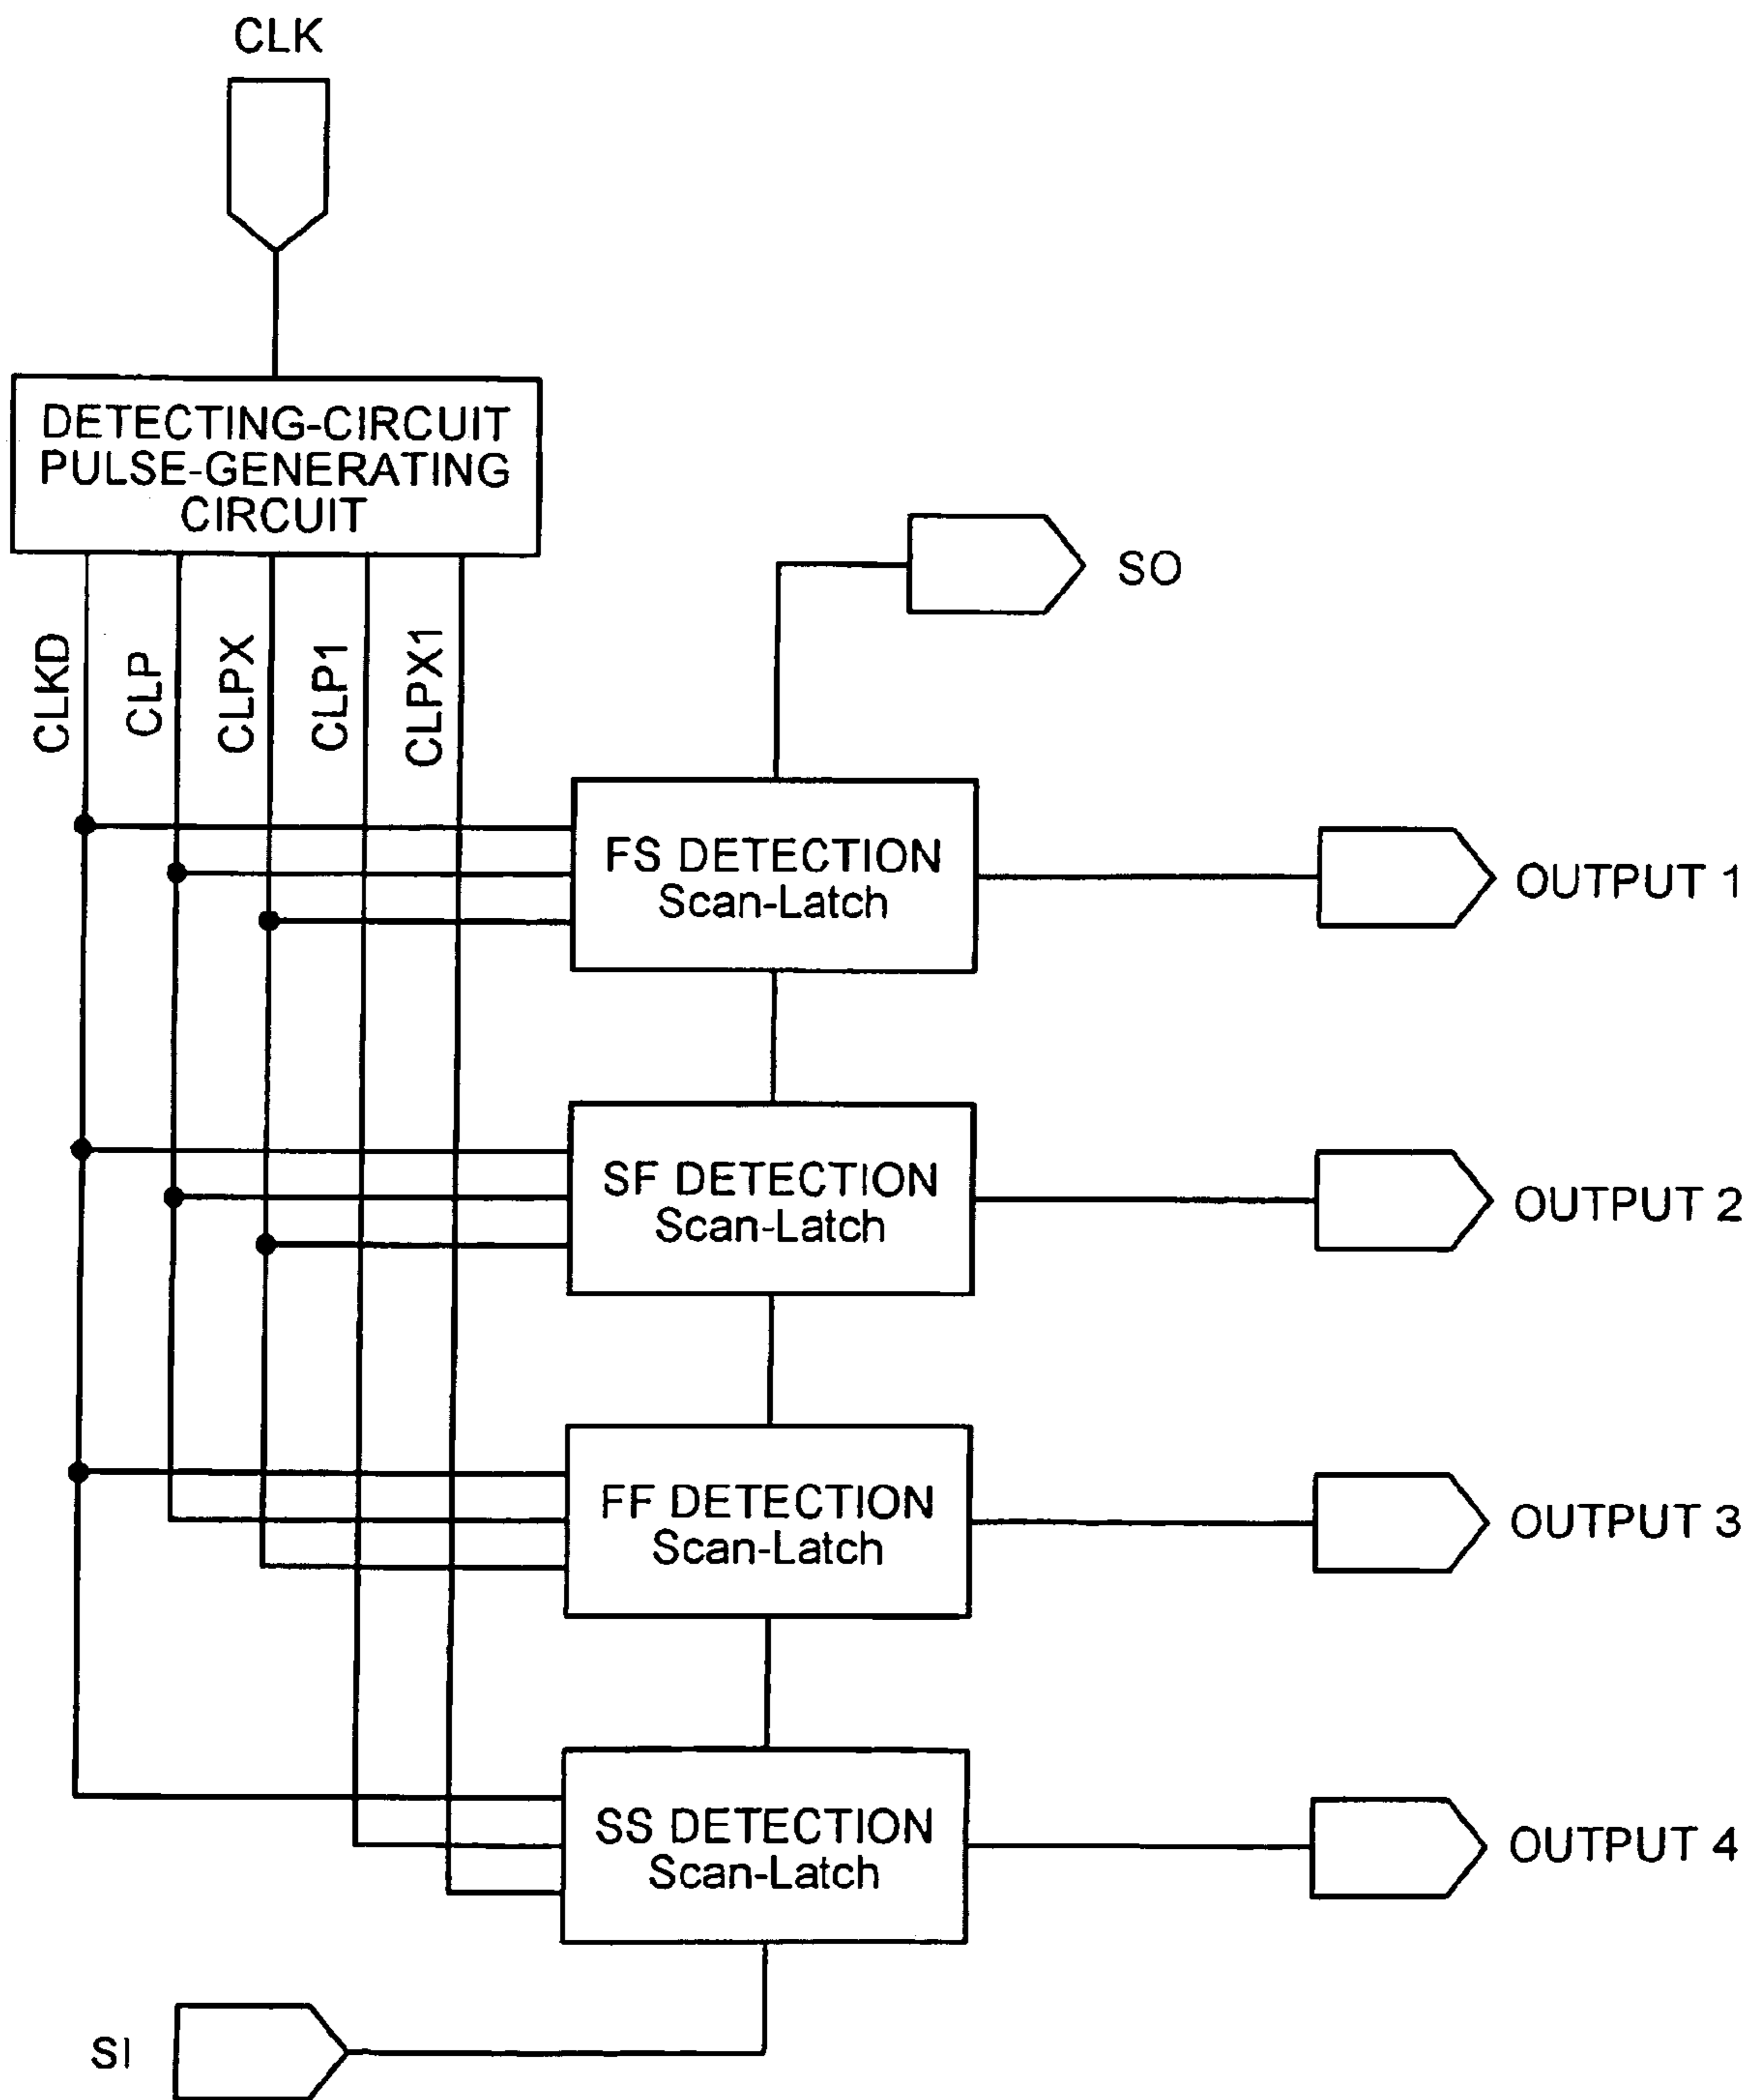 CLK
DETECTING-CIRCUIT
PULSE-GENERATING
CIRCUIT
SO
CLKD
CLP
CLPX
CLP1
CLPX1
FS DETECTION
Scan-Latch
OUTPUT 1
SF DETECTION
Scan-Latch
OUTPUT 2
FF DETECTION
Scan-Latch
OUTPUT 3
SS DETECTION
Scan-Latch
OUTPUT 4
SI